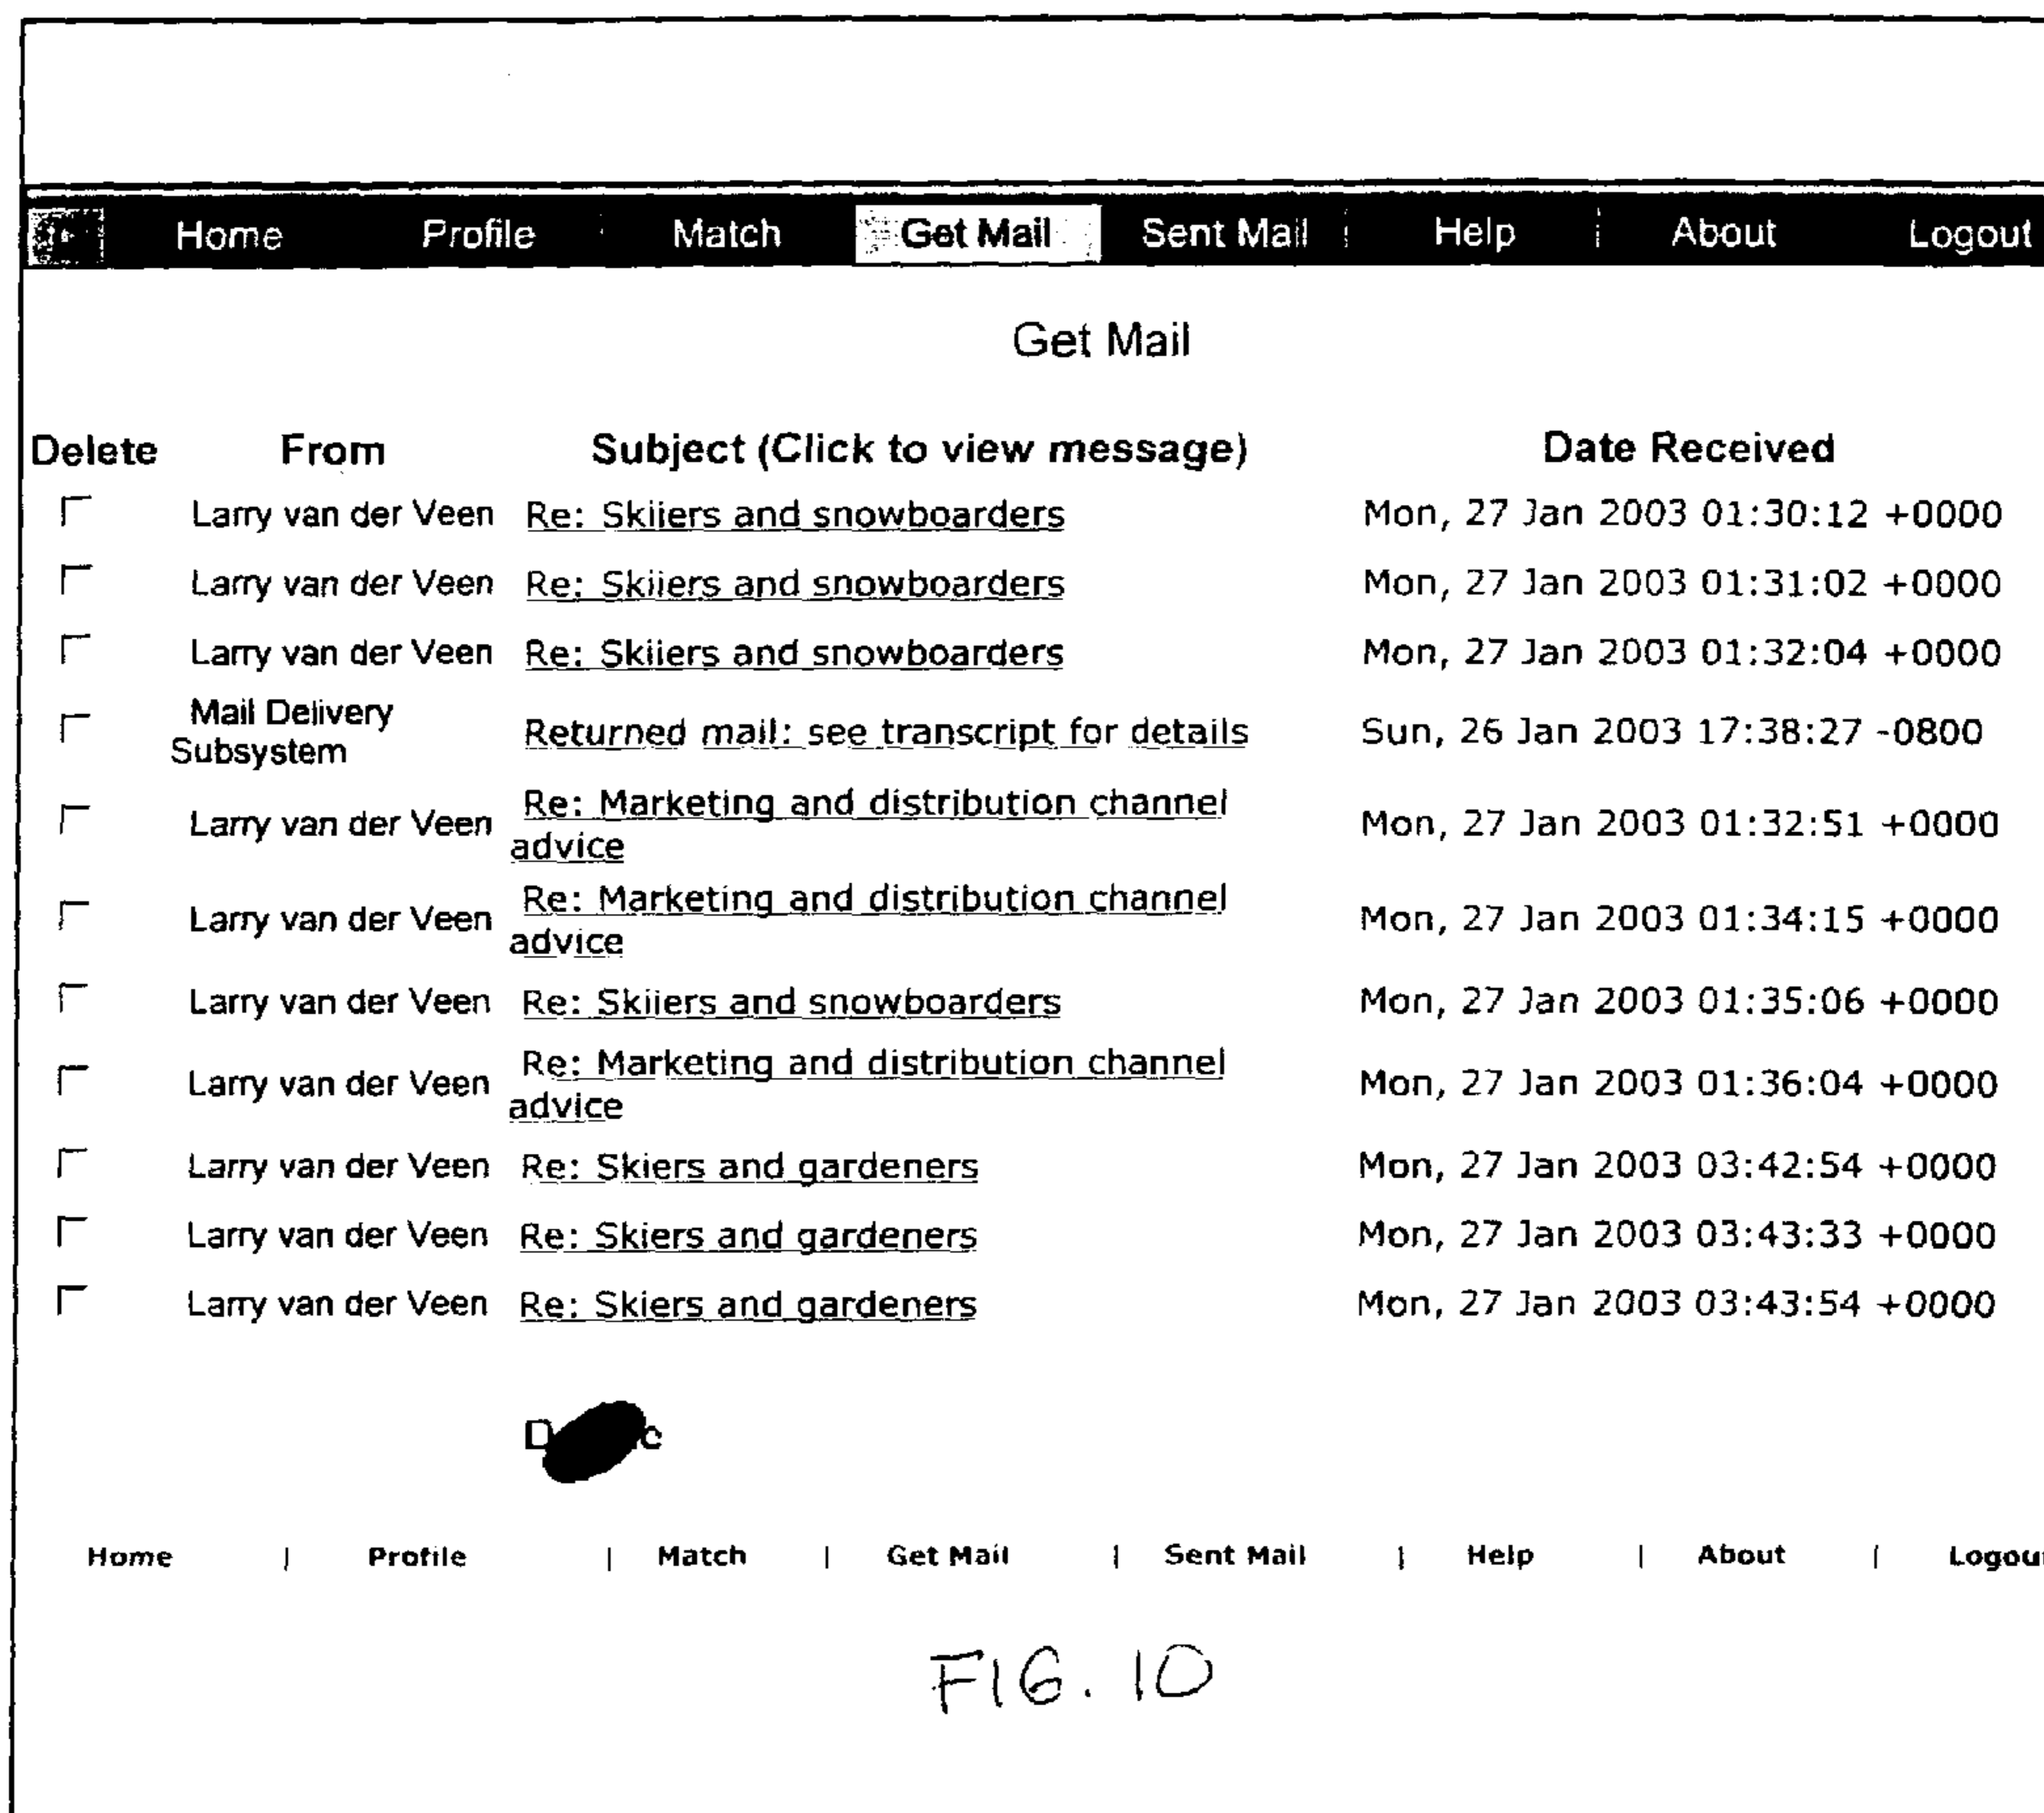 Home Profile Match Get Mail Sent Mail Help About Logout
Get Mail
Delete From Subject (Click to view message) Date Received
Larry van der Veen Re: Skiiers and snowboarders Mon, 27 Jan 2003 01:30:12 +0000
Larry van der Veen Re: Skiiers and snowboarders Mon, 27 Jan 2003 01:31:02 +0000
Larry van der Veen Re: Skiiers and snowboarders Mon, 27 Jan 2003 01:32:04 +0000
Mail Delivery
Subsystem Returned mail: see transcript for details Sun, 26 Jan 2003 17:38:27 -0800
Larry van der Veen Re: Marketing and distribution channel
advice Mon, 27 Jan 2003 01:32:51 +0000
Larry van der Veen Re: Marketing and distribution channel
advice Mon, 27 Jan 2003 01:34:15 +0000
Larry van der Veen Re: Skiiers and snowboarders Mon, 27 Jan 2003 01:35:06 +0000
Larry van der Veen Re: Marketing and distribution channel
advice Mon, 27 Jan 2003 01:36:04 +0000
Larry van der Veen Re: Skiers and gardeners Mon, 27 Jan 2003 03:42:54 +0000
Larry van der Veen Re: Skiers and gardeners Mon, 27 Jan 2003 03:43:33 +0000
Larry van der Veen Re: Skiers and gardeners Mon, 27 Jan 2003 03:43:54 +0000
Home | Profile | Match | Get Mail | Sent Mail | Help | About | Logou
FIG. 10